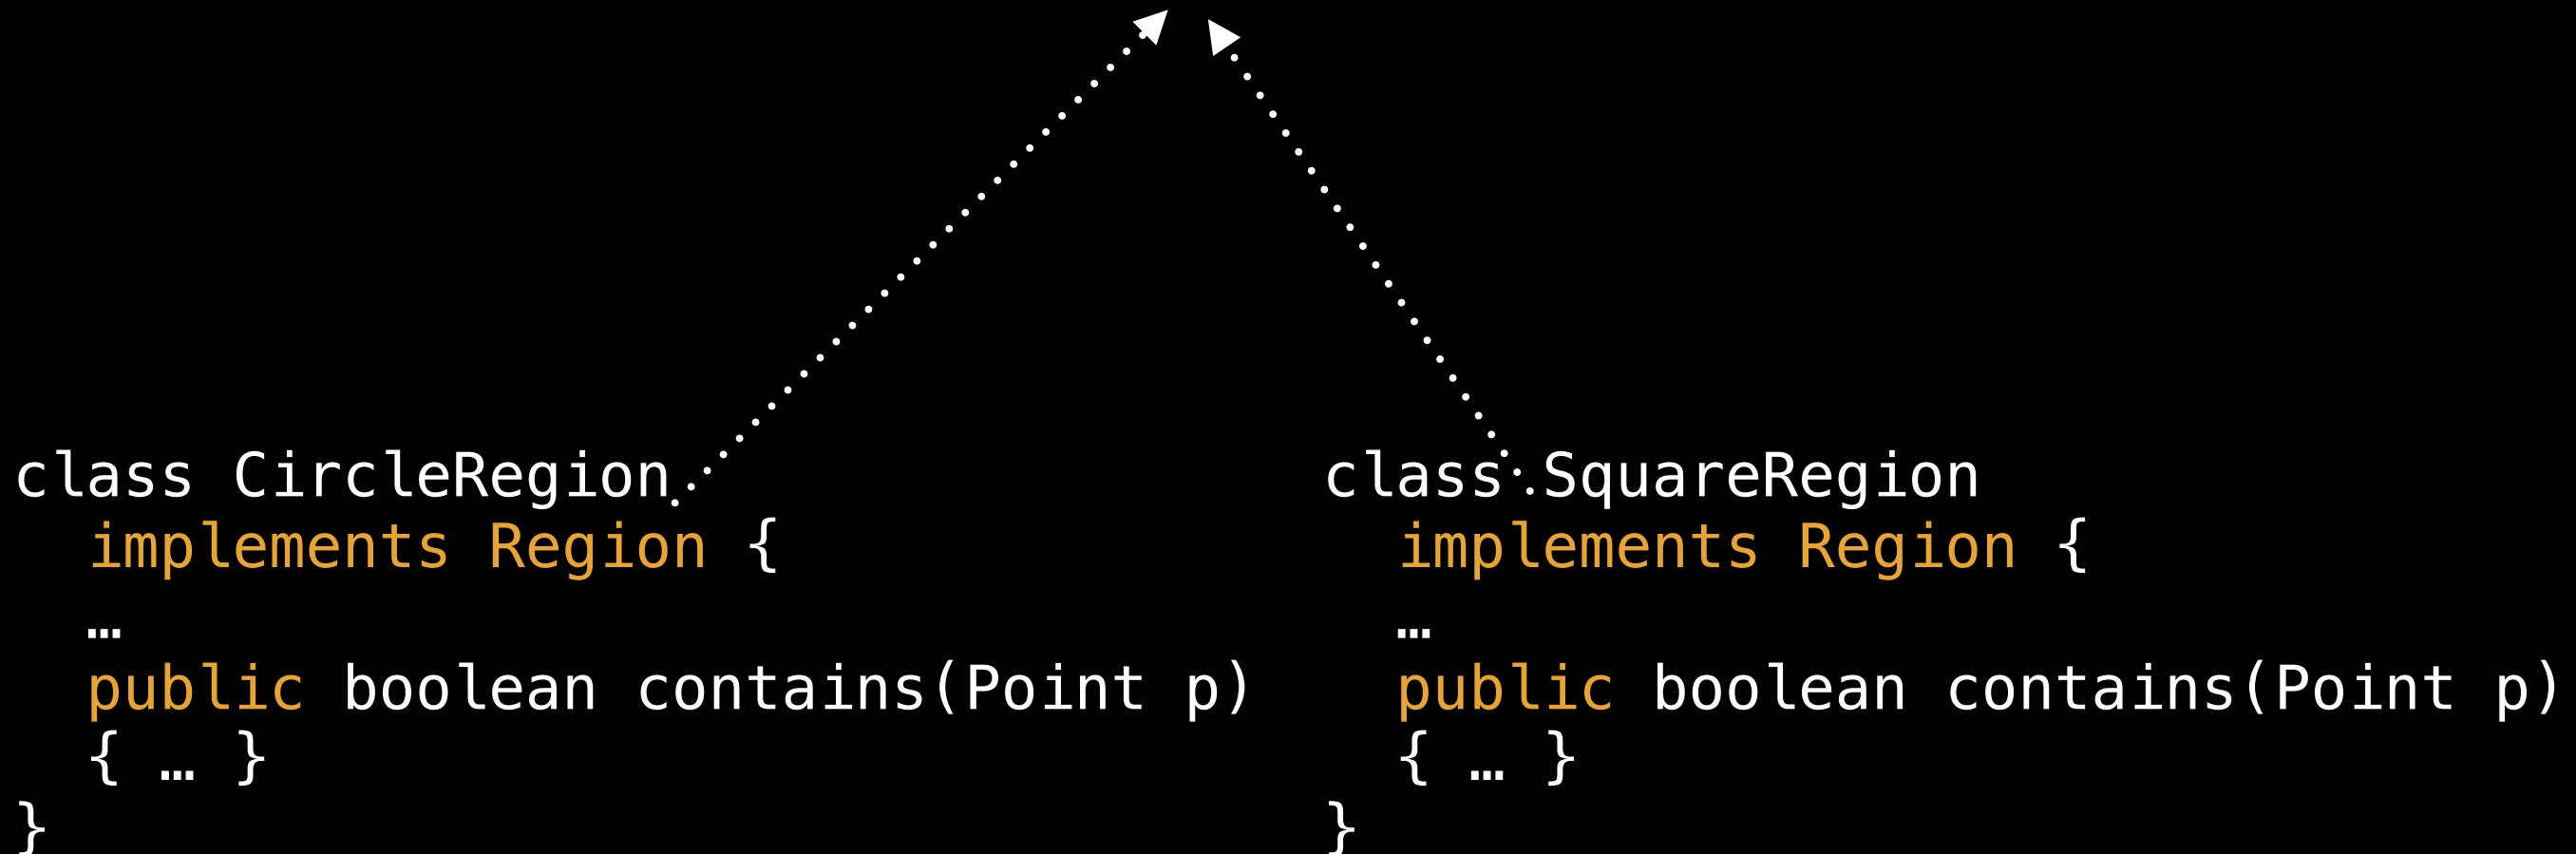 class CircleRegion
  implements Region {
  …
  public boolean contains(Point p)
  { … }
}
class SquareRegion
  implements Region {
  …
  public boolean contains(Point p)
  { … }
}